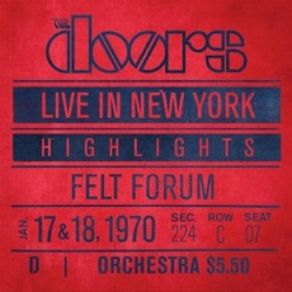 THE
doors
LIVE IN NEW YORK
HIGHLIGHTS
FELT FORUM
JAN. 17 & 18, 1970 SEC. 224 ROW C SEAT 07
D | ORCHESTRA $5.50